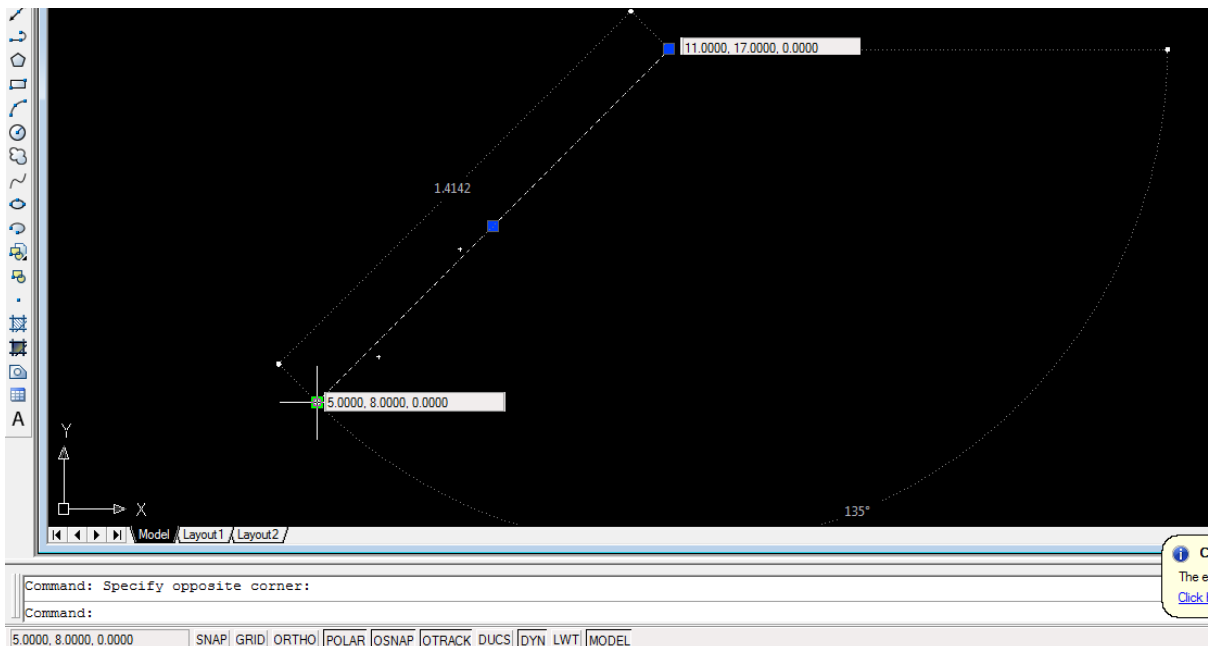 11.0000, 17.0000, 0.0000
1.4142
5.0000, 8.0000, 0.0000
A
Y
X
135°
Model Layout1 Layout2
C
Command: Specify opposite corner:
The e
Command:
Click
5.0000, 8.0000, 0.0000 SNAP GRID ORTHO POLAR OSNAP OTRACK DUCS DYN LWT MODEL